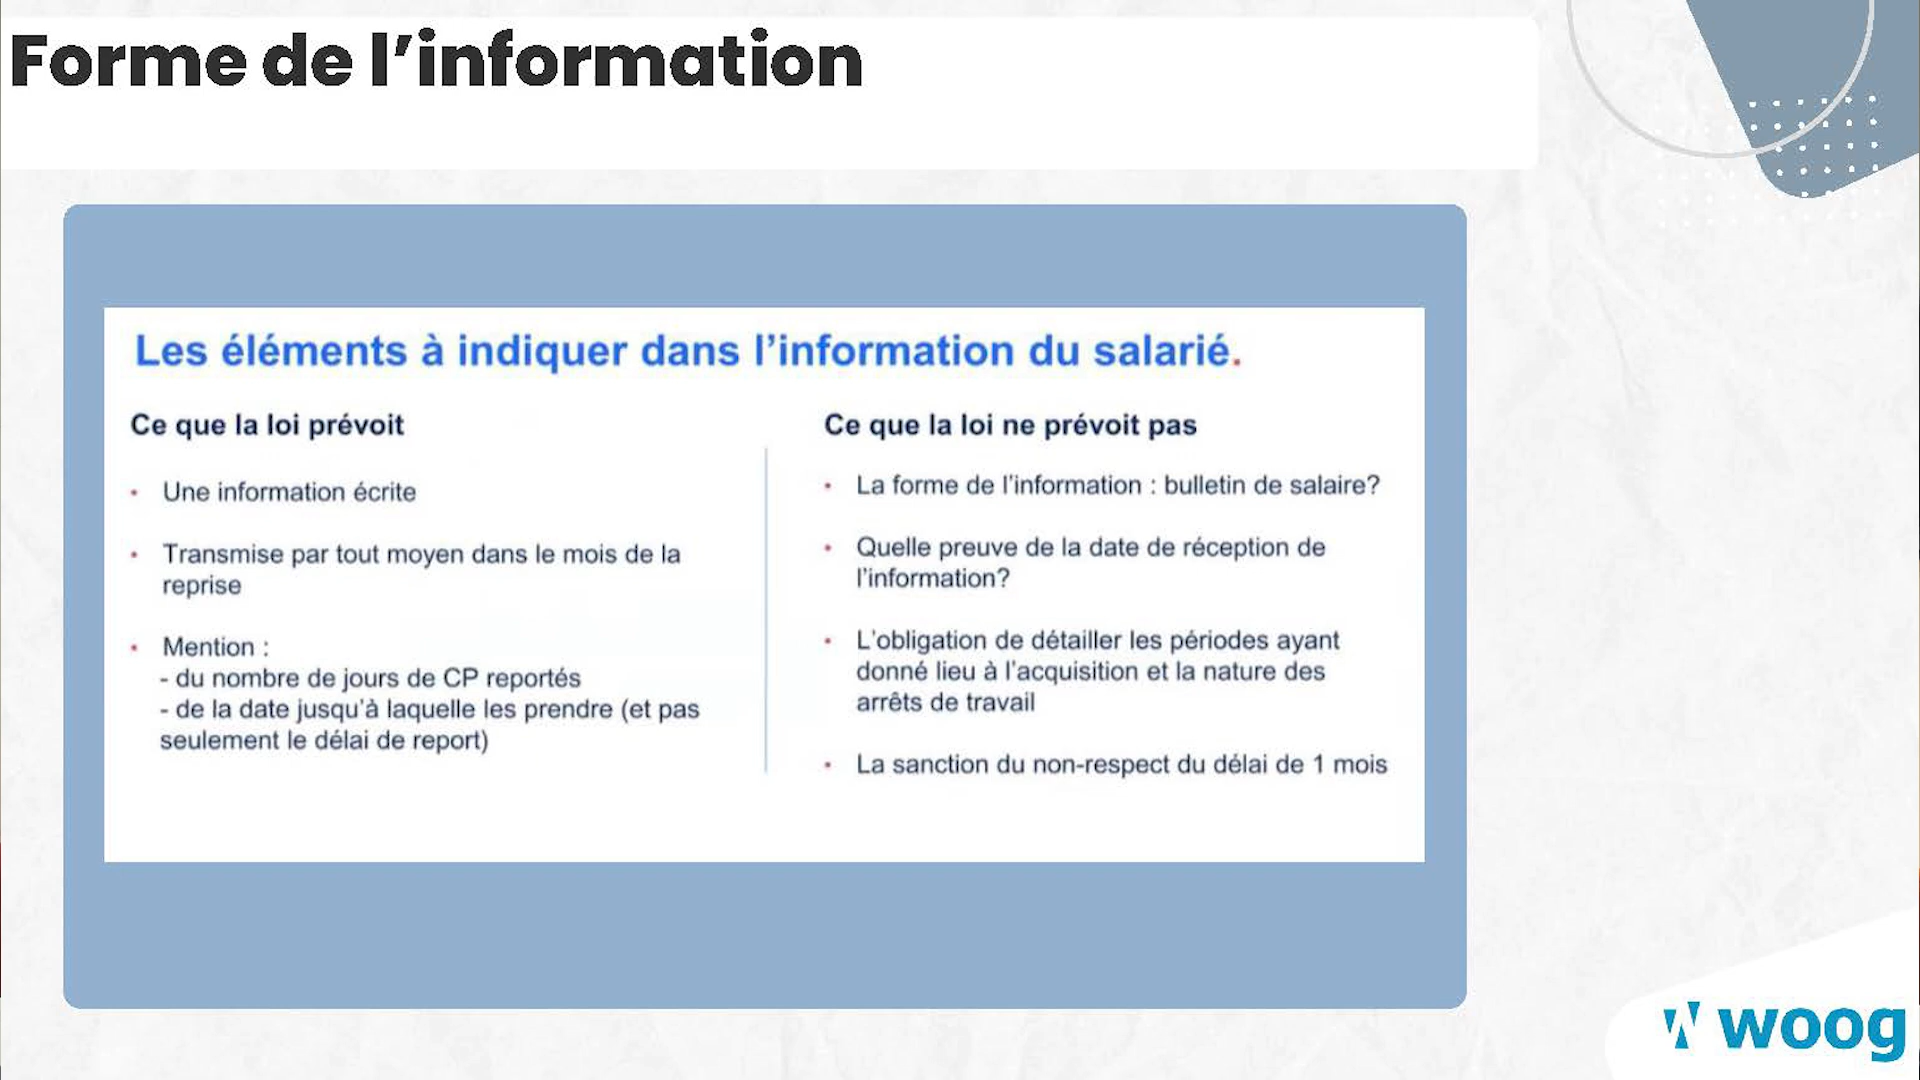 Forme de l’information
Les éléments à indiquer dans l’information du salarié.
Ce que la loi prévoit
• Une information écrite
• Transmise par tout moyen dans le mois de la
reprise
• Mention :
- du nombre de jours de CP reportés
- de la date jusqu’à laquelle les prendre (et pas
seulement le délai de report)
Ce que la loi ne prévoit pas
• La forme de l’information : bulletin de salaire?
• Quelle preuve de la date de réception de
l’information?
• L’obligation de détailler les périodes ayant
donné lieu à l’acquisition et la nature des
arrêts de travail
• La sanction du non-respect du délai de 1 mois
woog